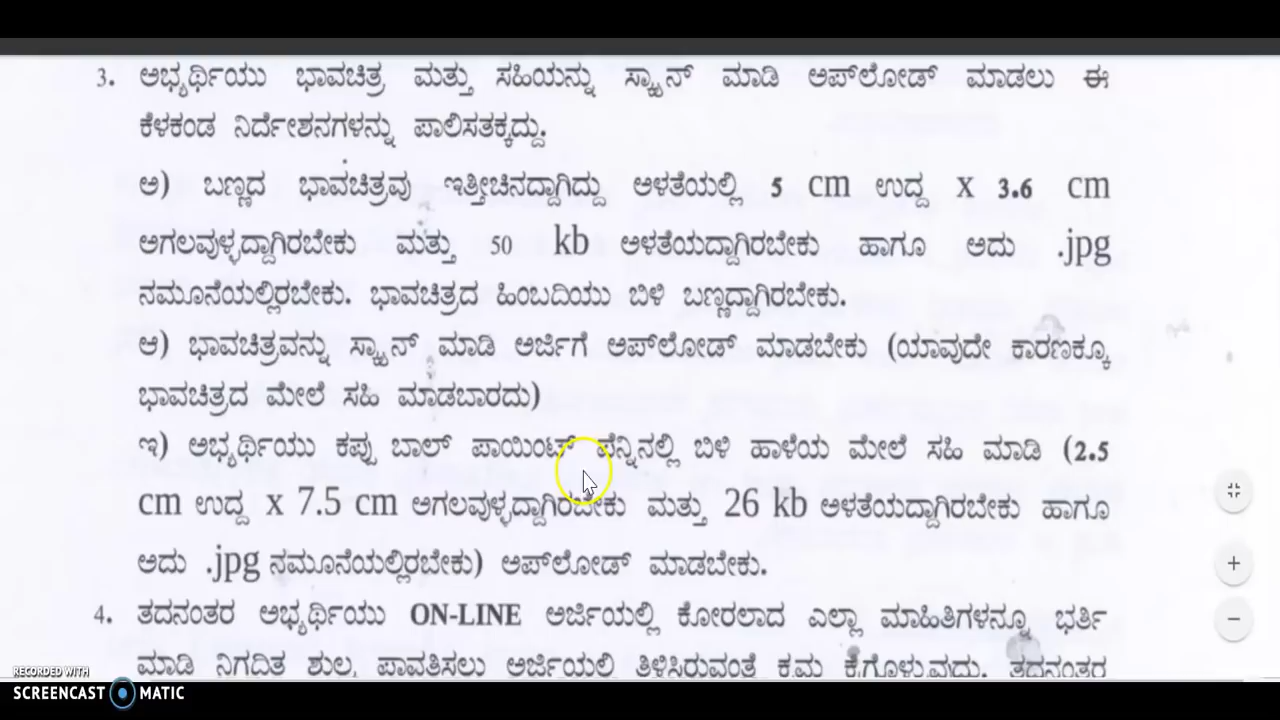 3. ಅಭ್ಯರ್ಥಿಯು ಭಾವಚಿತ್ರ ಮತ್ತು ಸಹಿಯನ್ನು ಸ್ಕ್ಯಾನ್ ಮಾಡಿ ಅಪ್‌ಲೋಡ್ ಮಾಡಲು ಈ
ಕೆಳಕಂಡ ನಿರ್ದೇಶನಗಳನ್ನು ಪಾಲಿಸತಕ್ಕದ್ದು.
ಅ) ಬಣ್ಣದ ಭಾವಚಿತ್ರವು ಇತ್ತೀಚಿನದ್ದಾಗಿದ್ದು ಅಳತೆಯಲ್ಲಿ 5 cm ಉದ್ದ x 3.6 cm
ಅಗಲವುಳ್ಳದ್ದಾಗಿರಬೇಕು ಮತ್ತು 50 kb ಅಳತೆಯದ್ದಾಗಿರಬೇಕು ಹಾಗೂ ಅದು .jpg
ನಮೂನೆಯಲ್ಲಿರಬೇಕು. ಭಾವಚಿತ್ರದ ಹಿಂಬದಿಯು ಬಿಳಿ ಬಣ್ಣದ್ದಾಗಿರಬೇಕು.
ಆ) ಭಾವಚಿತ್ರವನ್ನು ಸ್ಕ್ಯಾನ್ ಮಾಡಿ ಅರ್ಜಿಗೆ ಅಪ್‌ಲೋಡ್ ಮಾಡಬೇಕು (ಯಾವುದೇ ಕಾರಣಕ್ಕೂ
ಭಾವಚಿತ್ರದ ಮೇಲೆ ಸಹಿ ಮಾಡಬಾರದು)
ಇ) ಅಭ್ಯರ್ಥಿಯು ಕಪ್ಪು ಬಾಲ್ ಪಾಯಿಂಟ್ ಪೆನ್ನಿನಲ್ಲಿ ಬಿಳಿ ಹಾಳೆಯ ಮೇಲೆ ಸಹಿ ಮಾಡಿ (2.5
cm ಉದ್ದ x 7.5 cm ಅಗಲವುಳ್ಳದ್ದಾಗಿರಬೇಕು ಮತ್ತು 26 kb ಅಳತೆಯದ್ದಾಗಿರಬೇಕು ಹಾಗೂ
ಅದು .jpg ನಮೂನೆಯಲ್ಲಿರಬೇಕು) ಅಪ್‌ಲೋಡ್ ಮಾಡಬೇಕು.
4. ತದನಂತರ ಅಭ್ಯರ್ಥಿಯು ON-LINE ಅರ್ಜಿಯಲ್ಲಿ ಕೋರಲಾದ ಎಲ್ಲಾ ಮಾಹಿತಿಗಳನ್ನೂ ಭರ್ತಿ
ಮಾಡಿ ನಿಗದಿತ ಶುಲ್ಕ ಪಾವತಿಸಲು ಅರ್ಜಿಯಲ್ಲಿ ತಿಳಿಸಿರುವಂತೆ ಕ್ರಮ ಕೈಗೊಳ್ಳುವುದು. ತದನಂತರ
RECORDED WITH
SCREENCAST MATIC